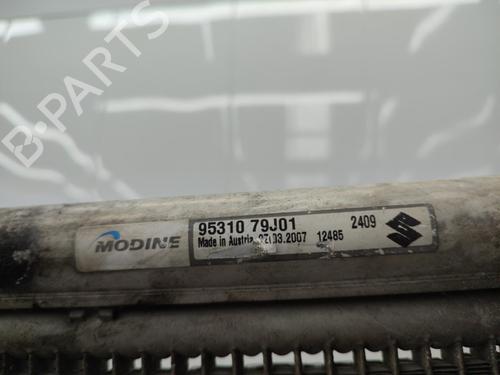 B-PARTS
MODINE
95310 79J01 2409
Made in Austria 27.03.2007 12485